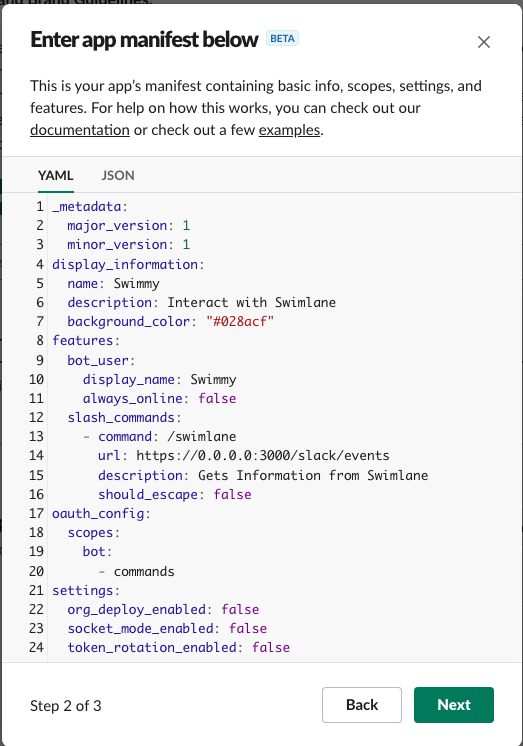 and Brand Guidelines.
Enter app manifest below BETA
This is your app’s manifest containing basic info, scopes, settings, and
features. For help on how this works, you can check out our
documentation or check out a few examples.
YAML JSON
1 _metadata:
2   major_version: 1
3   minor_version: 1
4 display_information:
5   name: Swimmy
6   description: Interact with Swimlane
7   background_color: "#028acf"
8 features:
9   bot_user:
10     display_name: Swimmy
11     always_online: false
12   slash_commands:
13     - command: /swimlane
14       url: https://0.0.0.0:3000/slack/events
15       description: Gets Information from Swimlane
16       should_escape: false
17 oauth_config:
18   scopes:
19     bot:
20       - commands
21 settings:
22   org_deploy_enabled: false
23   socket_mode_enabled: false
24   token_rotation_enabled: false
Step 2 of 3 Back Next